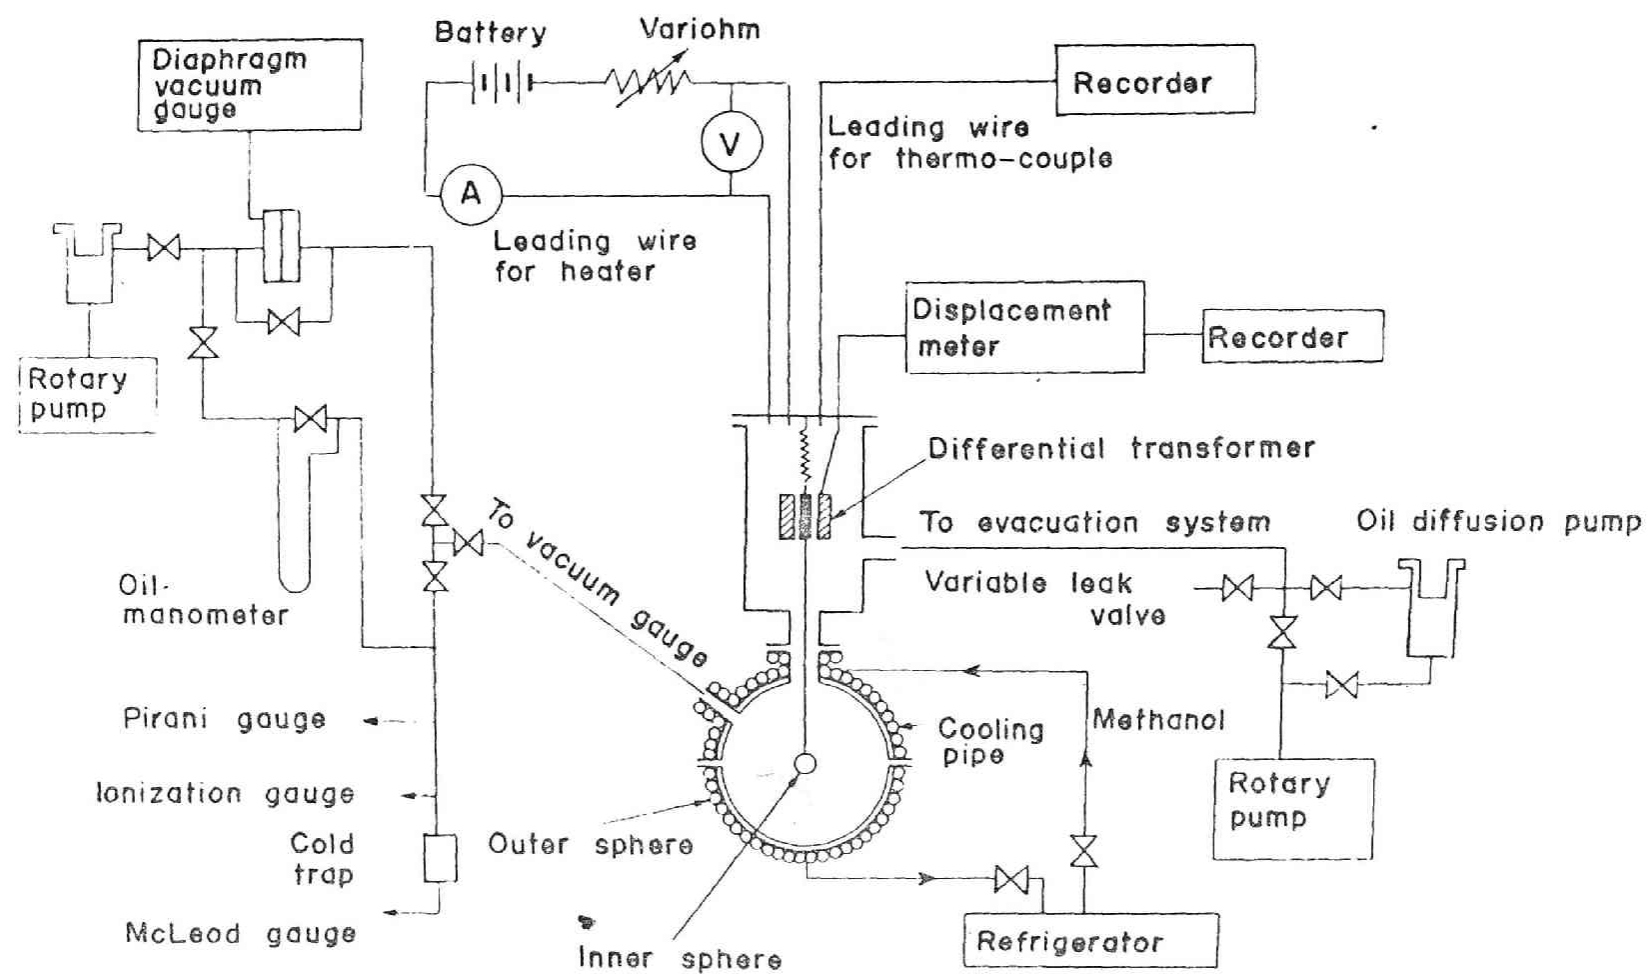 Battery
Variohm
Diaphragm
vacuum
gauge
Recorder
V
Leading wire
for thermo-couple
A
Leading wire
for heater
Displacement
meter
Recorder
Rotary
pump
Differential transformer
To vacuum gauge
To evacuation system
Oil diffusion pump
Oil-
manometer
Variable leak
valve
Pirani gauge
Cooling
pipe
Methanol
Ionization gauge
Rotary
pump
Cold
trap
Outer sphere
McLeod gauge
Inner sphere
Refrigerator